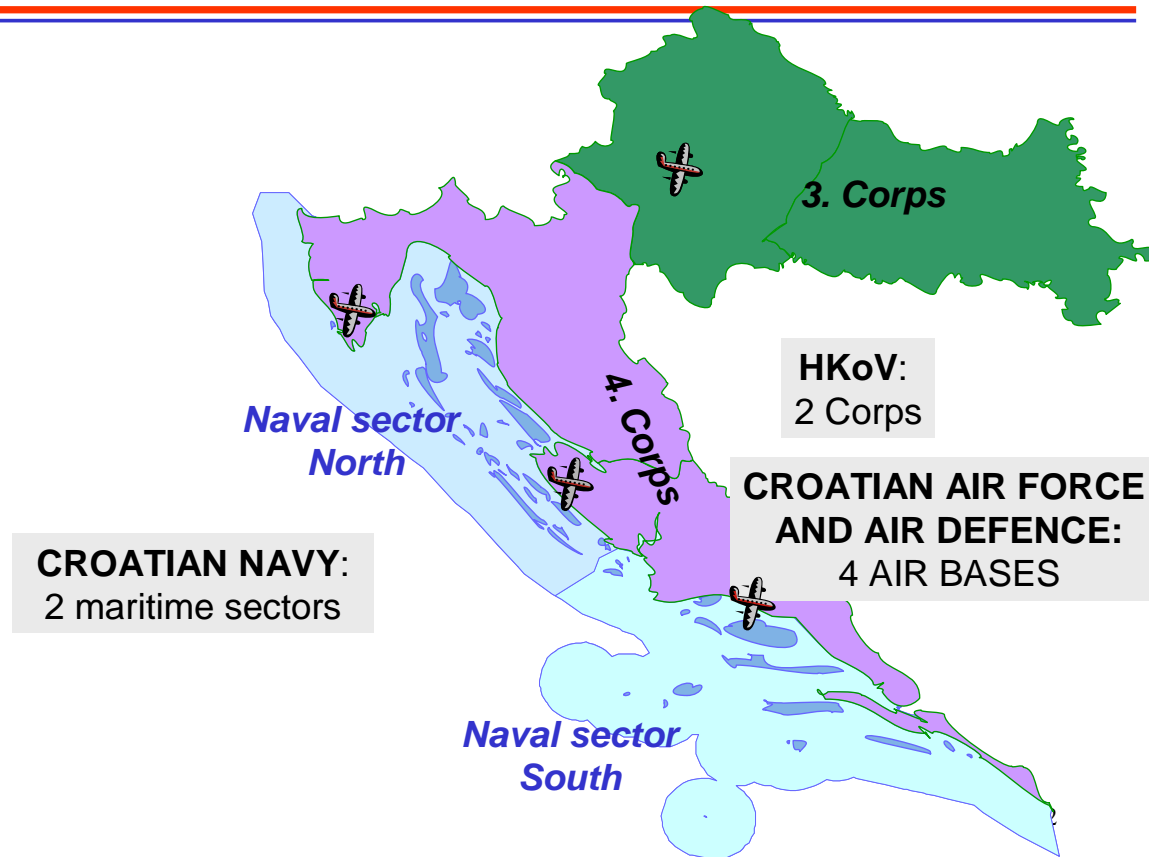 3. Corps
HKoV:
2 Corps
4. Corps
Naval sector
North
CROATIAN AIR FORCE
AND AIR DEFENCE:
4 AIR BASES
CROATIAN NAVY:
2 maritime sectors
Naval sector
South